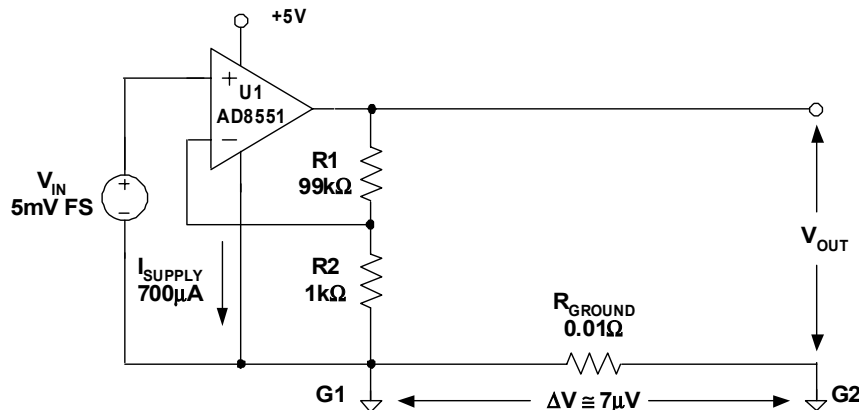 +5V
+
U1
AD8551
−
R1
99kΩ
V_IN
5mV FS
+
−
I_SUPPLY
700μA
R2
1kΩ
V_OUT
R_GROUND
0.01Ω
G1
ΔV ≅ 7μV
G2